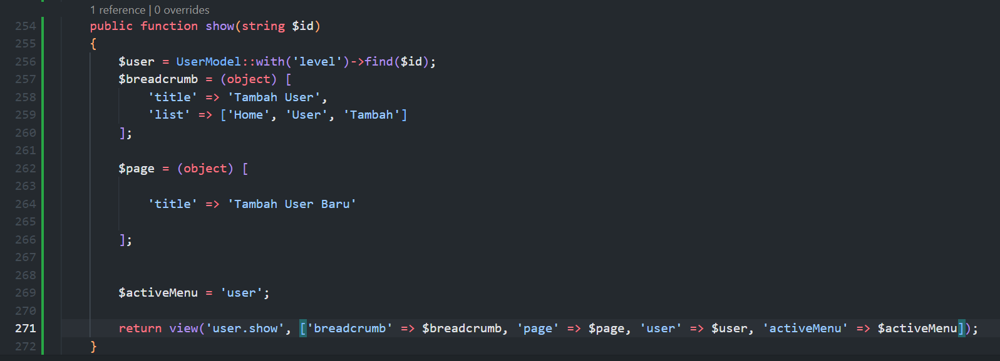 1 reference | 0 overrides
254 public function show(string $id)
255 {
256 $user = UserModel::with('level')->find($id);
257 $breadcrumb = (object) [
258 'title' => 'Tambah User',
259 'list' => ['Home', 'User', 'Tambah']
260 ];
261
262 $page = (object) [
263
264 'title' => 'Tambah User Baru'
265
266 ];
267
268
269 $activeMenu = 'user';
270
271 return view('user.show', ['breadcrumb' => $breadcrumb, 'page' => $page, 'user' => $user, 'activeMenu' => $activeMenu]);
272 }